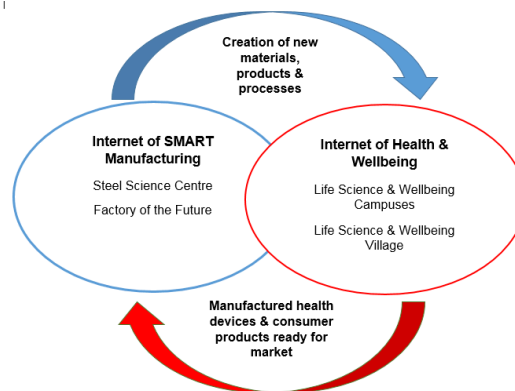 Creation of new
materials,
products &
processes
Internet of SMART
Manufacturing
Steel Science Centre
Factory of the Future
Internet of Health &
Wellbeing
Life Science & Wellbeing
Campuses
Life Science & Wellbeing
Village
Manufactured health
devices & consumer
products ready for
market